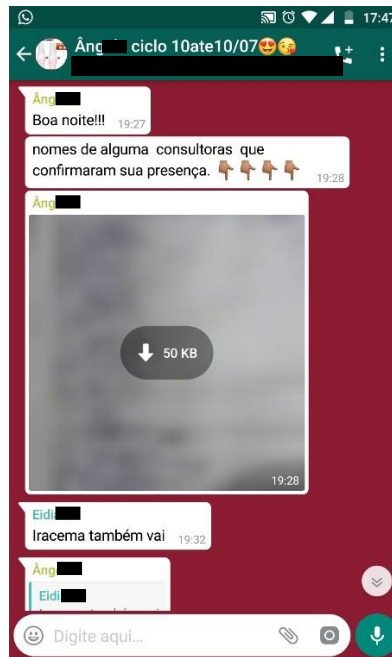 17:47
Âng ciclo 10ate10/07😍😘
Âng
Boa noite!!! 19:27
nomes de alguma consultoras que
confirmaram sua presença. 👇🏽👇🏽👇🏽👇🏽 19:28
Âng
50 KB
19:28
Eidi
Iracema também vai 19:32
Âng
Eidi
Digite aqui...